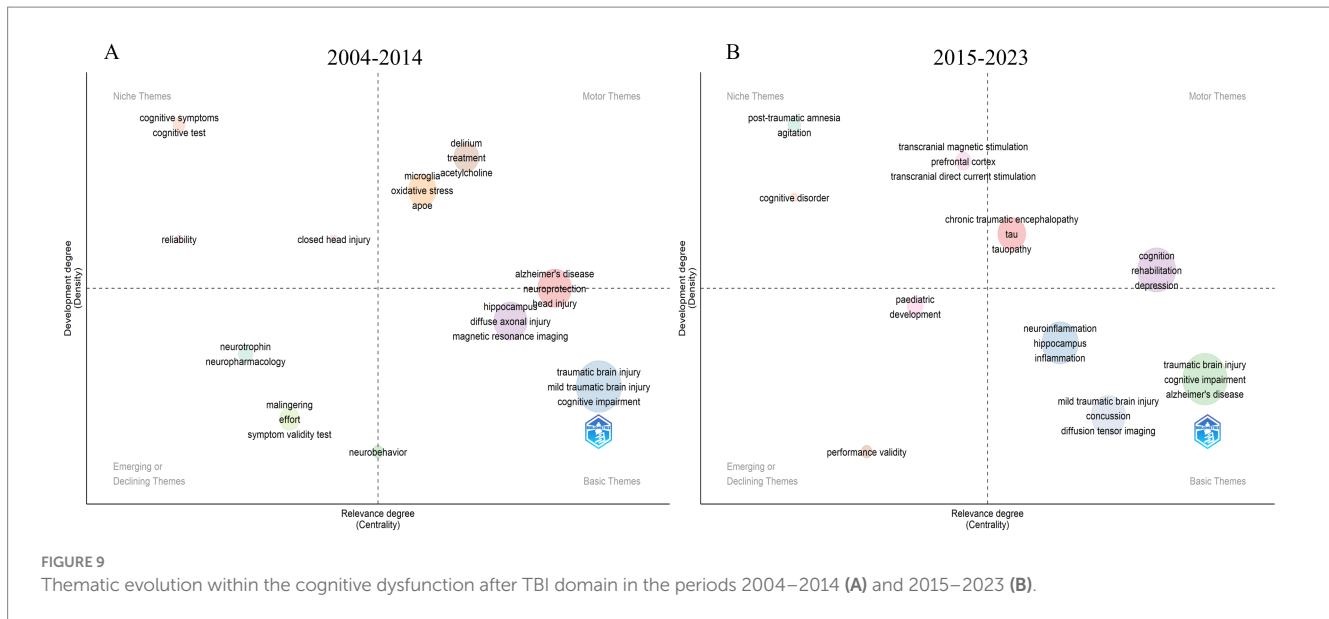 A
2004-2014
Niche Themes
Motor Themes
cognitive symptoms
cognitive test
delirium
treatment
acetylcholine
microglia
oxidative stress
apoe
reliability
closed head injury
alzheimer's disease
neuroprotection
head injury
hippocampus
diffuse axonal injury
magnetic resonance imaging
neurotrophin
neuropharmacology
traumatic brain injury
mild traumatic brain injury
cognitive impairment
malingering
effort
symptom validity test
neurobehavior
Emerging or
Declining Themes
Basic Themes
Development degree
(Density)
Relevance degree
(Centrality)
B
2015-2023
Niche Themes
Motor Themes
post-traumatic amnesia
agitation
transcranial magnetic stimulation
prefrontal cortex
transcranial direct current stimulation
cognitive disorder
chronic traumatic encephalopathy
tau
tauopathy
cognition
rehabilitation
depression
paediatric
development
neuroinflammation
hippocampus
inflammation
traumatic brain injury
cognitive impairment
alzheimer's disease
mild traumatic brain injury
concussion
diffusion tensor imaging
performance validity
Emerging or
Declining Themes
Basic Themes
Development degree
(Density)
Relevance degree
(Centrality)
FIGURE 9
Thematic evolution within the cognitive dysfunction after TBI domain in the periods 2004–2014 (A) and 2015–2023 (B).